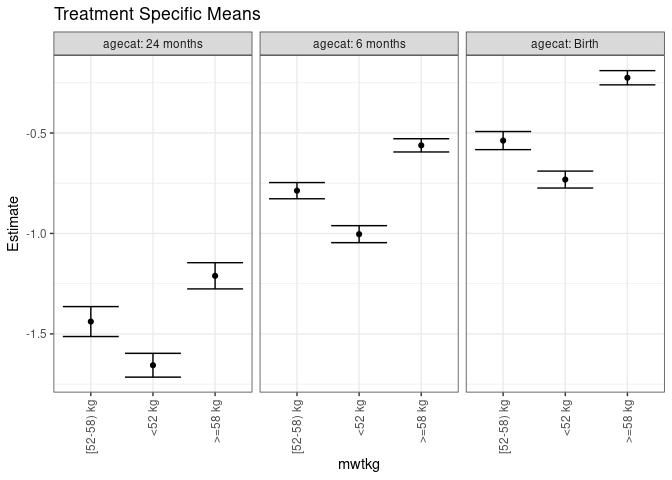 Treatment Specific Means
agecat: 24 months
agecat: 6 months
agecat: Birth
Estimate
-0.5
-1.0
-1.5
[52-58) kg
<52 kg
>=58 kg
[52-58) kg
<52 kg
>=58 kg
[52-58) kg
<52 kg
>=58 kg
mwtkg